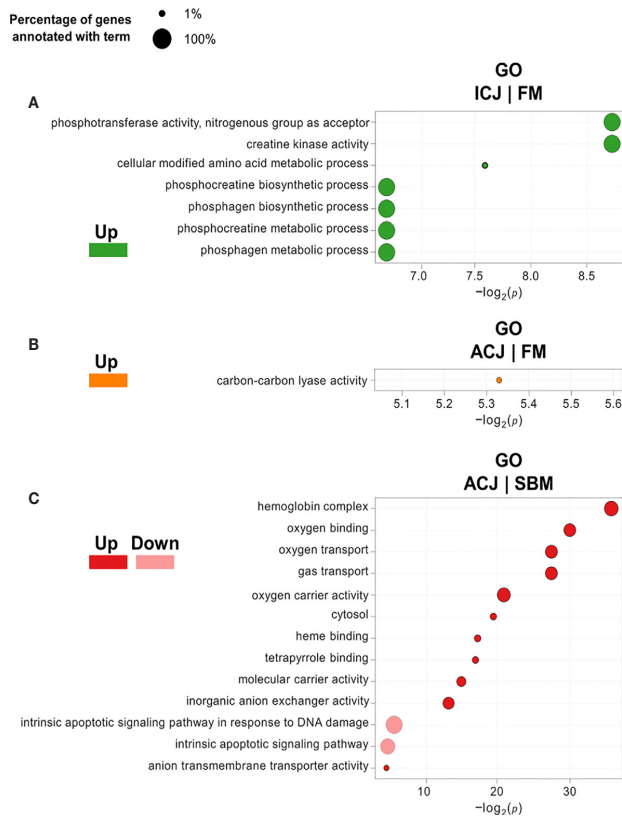 Percentage of genes
annotated with term
1%
100%
A
GO
ICJ | FM
phosphotransferase activity, nitrogenous group as acceptor
creatine kinase activity
cellular modified amino acid metabolic process
phosphocreatine biosynthetic process
phosphagen biosynthetic process
phosphocreatine metabolic process
phosphagen metabolic process
Up
7.0 7.5 8.0 8.5
−log2(p)
B
GO
ACJ | FM
Up
carbon-carbon lyase activity
5.1 5.2 5.3 5.4 5.5 5.6
−log2(p)
C
GO
ACJ | SBM
Up Down
hemoglobin complex
oxygen binding
oxygen transport
gas transport
oxygen carrier activity
cytosol
heme binding
tetrapyrrole binding
molecular carrier activity
inorganic anion exchanger activity
intrinsic apoptotic signaling pathway in response to DNA damage
intrinsic apoptotic signaling pathway
anion transmembrane transporter activity
10 20 30
−log2(p)